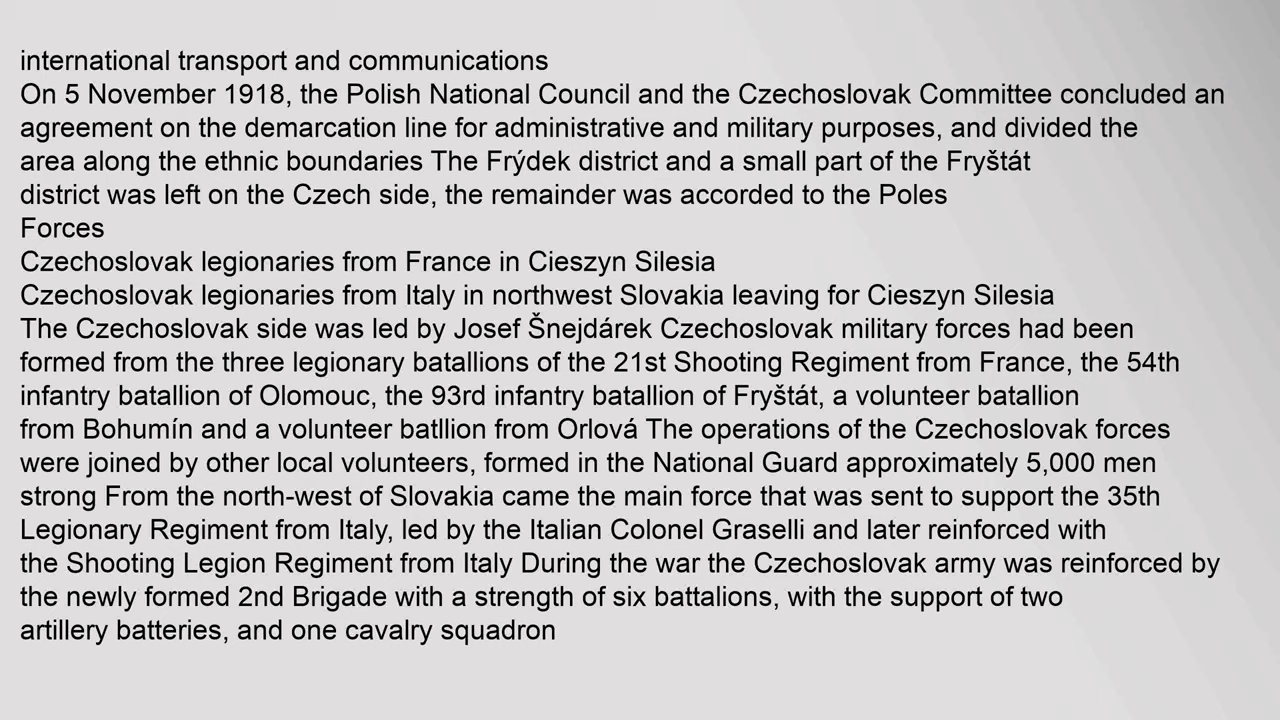 international transport and communications
On 5 November 1918, the Polish National Council and the Czechoslovak Committee concluded an
agreement on the demarcation line for administrative and military purposes, and divided the
area along the ethnic boundaries The Frýdek district and a small part of the Fryštát
district was left on the Czech side, the remainder was accorded to the Poles
Forces
Czechoslovak legionaries from France in Cieszyn Silesia
Czechoslovak legionaries from Italy in northwest Slovakia leaving for Cieszyn Silesia
The Czechoslovak side was led by Josef Šnejdárek Czechoslovak military forces had been
formed from the three legionary batallions of the 21st Shooting Regiment from France, the 54th
infantry batallion of Olomouc, the 93rd infantry batallion of Fryštát, a volunteer batallion
from Bohumín and a volunteer batllion from Orlová The operations of the Czechoslovak forces
were joined by other local volunteers, formed in the National Guard approximately 5,000 men
strong From the north-west of Slovakia came the main force that was sent to support the 35th
Legionary Regiment from Italy, led by the Italian Colonel Graselli and later reinforced with
the Shooting Legion Regiment from Italy During the war the Czechoslovak army was reinforced by
the newly formed 2nd Brigade with a strength of six battalions, with the support of two
artillery batteries, and one cavalry squadron